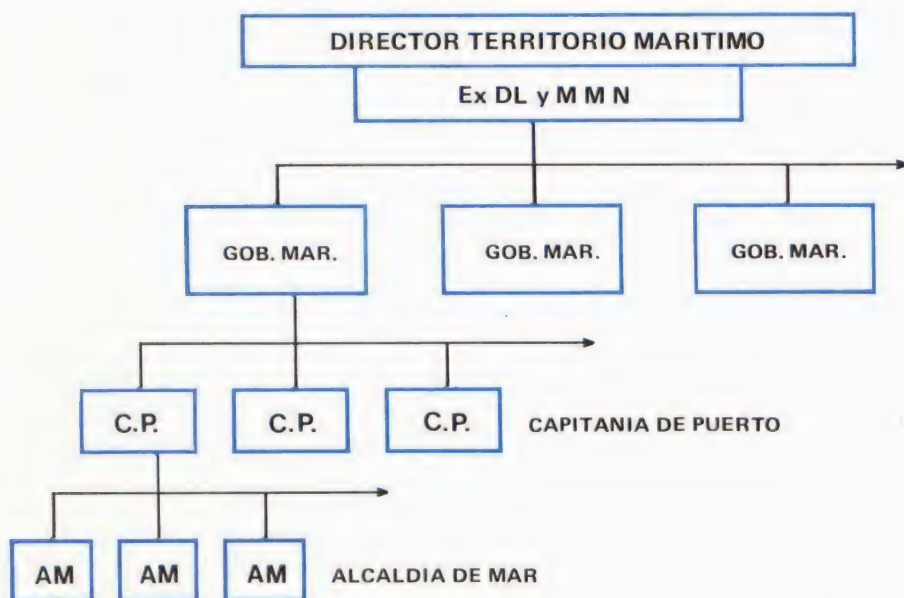 DIRECTOR TERRITORIO MARITIMO
Ex DL y M M N
GOB. MAR. GOB. MAR. GOB. MAR.
C.P. C.P. C.P. CAPITANIA DE PUERTO
AM AM AM ALCALDIA DE MAR